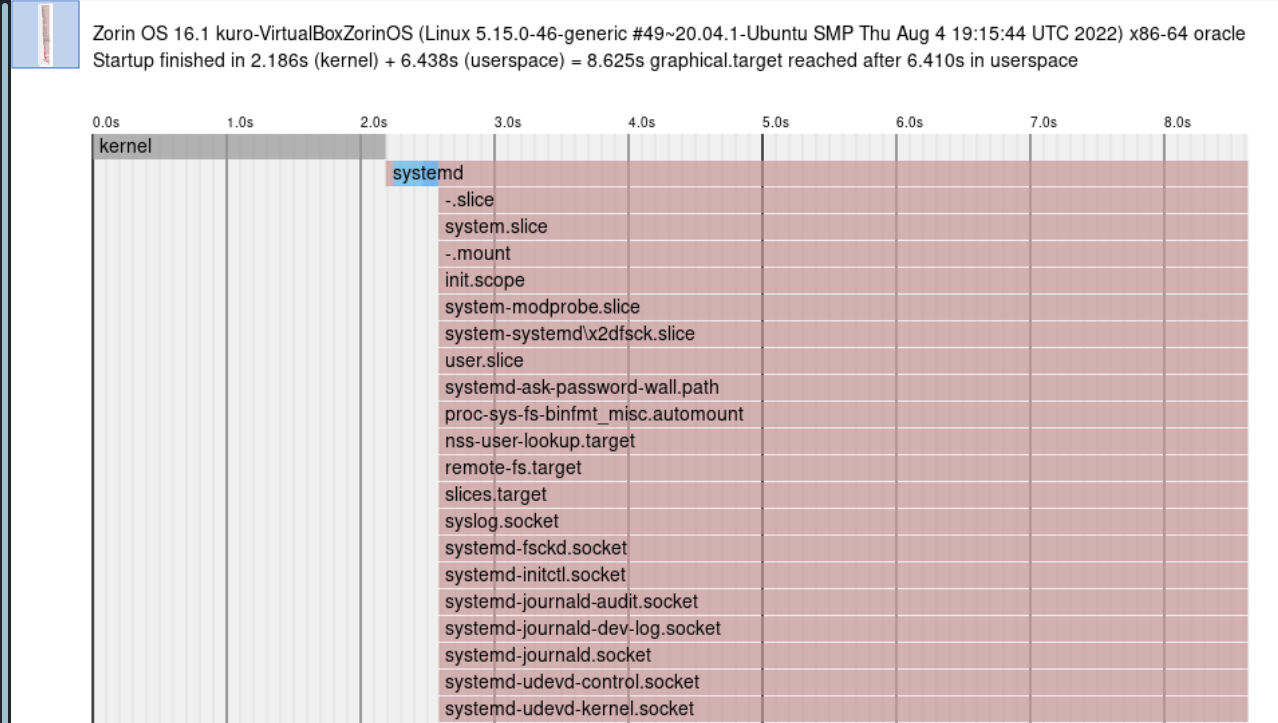 Zorin OS 16.1 kuro-VirtualBoxZorinOS (Linux 5.15.0-46-generic #49~20.04.1-Ubuntu SMP Thu Aug 4 19:15:44 UTC 2022) x86-64 oracle
Startup finished in 2.186s (kernel) + 6.438s (userspace) = 8.625s graphical.target reached after 6.410s in userspace
0.0s 1.0s 2.0s 3.0s 4.0s 5.0s 6.0s 7.0s 8.0s
kernel
systemd
-.slice
system.slice
-.mount
init.scope
system-modprobe.slice
system-systemd\x2dfsck.slice
user.slice
systemd-ask-password-wall.path
proc-sys-fs-binfmt_misc.automount
nss-user-lookup.target
remote-fs.target
slices.target
syslog.socket
systemd-fsckd.socket
systemd-initctl.socket
systemd-journald-audit.socket
systemd-journald-dev-log.socket
systemd-journald.socket
systemd-udevd-control.socket
systemd-udevd-kernel.socket